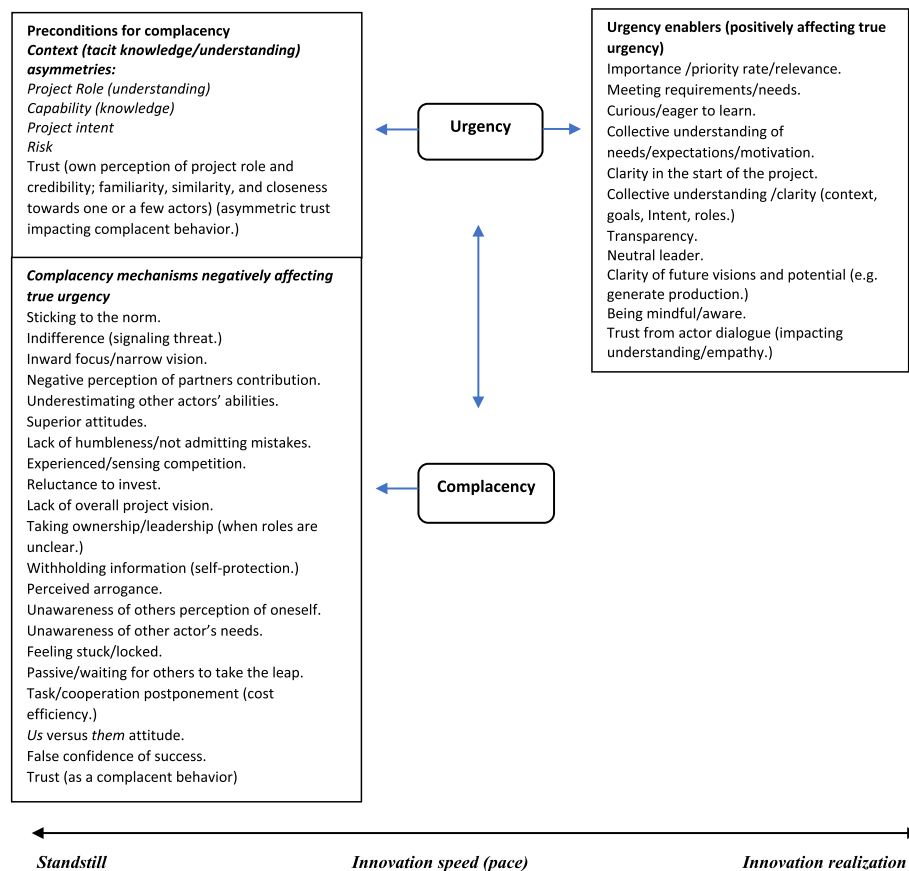 Preconditions for complacency
Context (tacit knowledge/understanding)
asymmetries:
Project Role (understanding)
Capability (knowledge)
Project intent
Risk
Trust (own perception of project role and
credibility; familiarity, similarity, and closeness
towards one or a few actors) (asymmetric trust
impacting complacent behavior.)
Complacency mechanisms negatively affecting
true urgency
Sticking to the norm.
Indifference (signaling threat.)
Inward focus/narrow vision.
Negative perception of partners contribution.
Underestimating other actors’ abilities.
Superior attitudes.
Lack of humbleness/not admitting mistakes.
Experienced/sensing competition.
Reluctance to invest.
Lack of overall project vision.
Taking ownership/leadership (when roles are
unclear.)
Withholding information (self-protection.)
Perceived arrogance.
Unawareness of others perception of oneself.
Unawareness of other actor’s needs.
Feeling stuck/locked.
Passive/waiting for others to take the leap.
Task/cooperation postponement (cost
efficiency.)
Us versus them attitude.
False confidence of success.
Trust (as a complacent behavior)
Urgency
Complacency
Urgency enablers (positively affecting true
urgency)
Importance /priority rate/relevance.
Meeting requirements/needs.
Curious/eager to learn.
Collective understanding of
needs/expectations/motivation.
Clarity in the start of the project.
Collective understanding /clarity (context,
goals, Intent, roles.)
Transparency.
Neutral leader.
Clarity of future visions and potential (e.g.
generate production.)
Being mindful/aware.
Trust from actor dialogue (impacting
understanding/empathy.)
Standstill
Innovation speed (pace)
Innovation realization